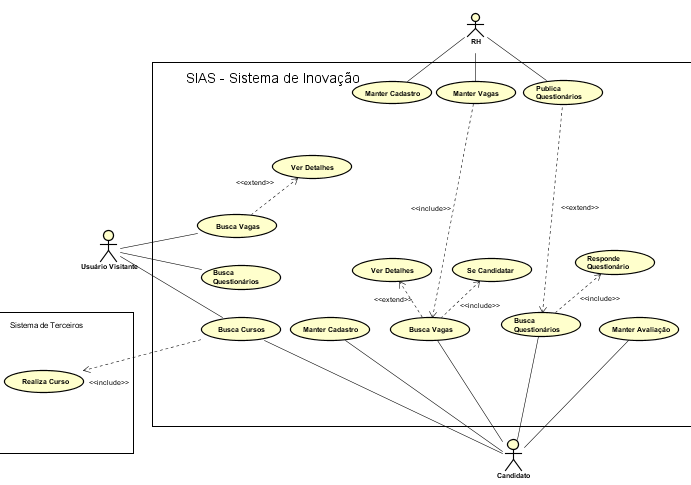 RH
SIAS - Sistema de Inovação
Manter Cadastro
Manter Vagas
Publica
Questionários
Ver Detalhes
<<extend>>
<<include>>
<<extend>>
Busca Vagas
Usuário Visitante
Busca
Questionários
Ver Detalhes
Se Candidatar
Responde
Questionário
<<extend>>
<<include>>
<<include>>
Sistema de Terceiros
Busca Cursos
Manter Cadastro
Busca Vagas
Busca
Questionários
Manter Avaliação
Realiza Curso
<<include>>
Candidato